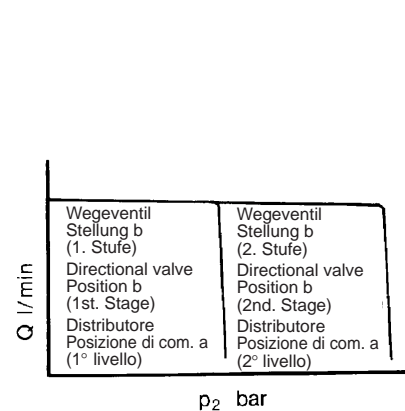 Wegeventil
Stellung b
(1. Stufe)
Directional valve
Position b
(1st. Stage)
Distributore
Posizione di com. a
(1° livello)
Wegeventil
Stellung b
(2. Stufe)
Directional valve
Position b
(2nd. Stage)
Distributore
Posizione di com. a
(2° livello)
Q l/min
p₂ bar